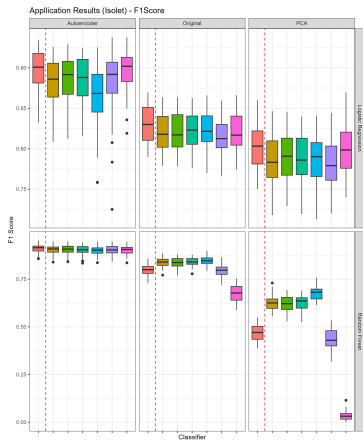 Appllication Results (Isolet) - F1Score
Autoencoder
Original
PCA
0.90
0.85
0.80
0.75
Logistic Regression
F1 Score
0.75
0.50
0.25
0.00
Random Forest
Classifier